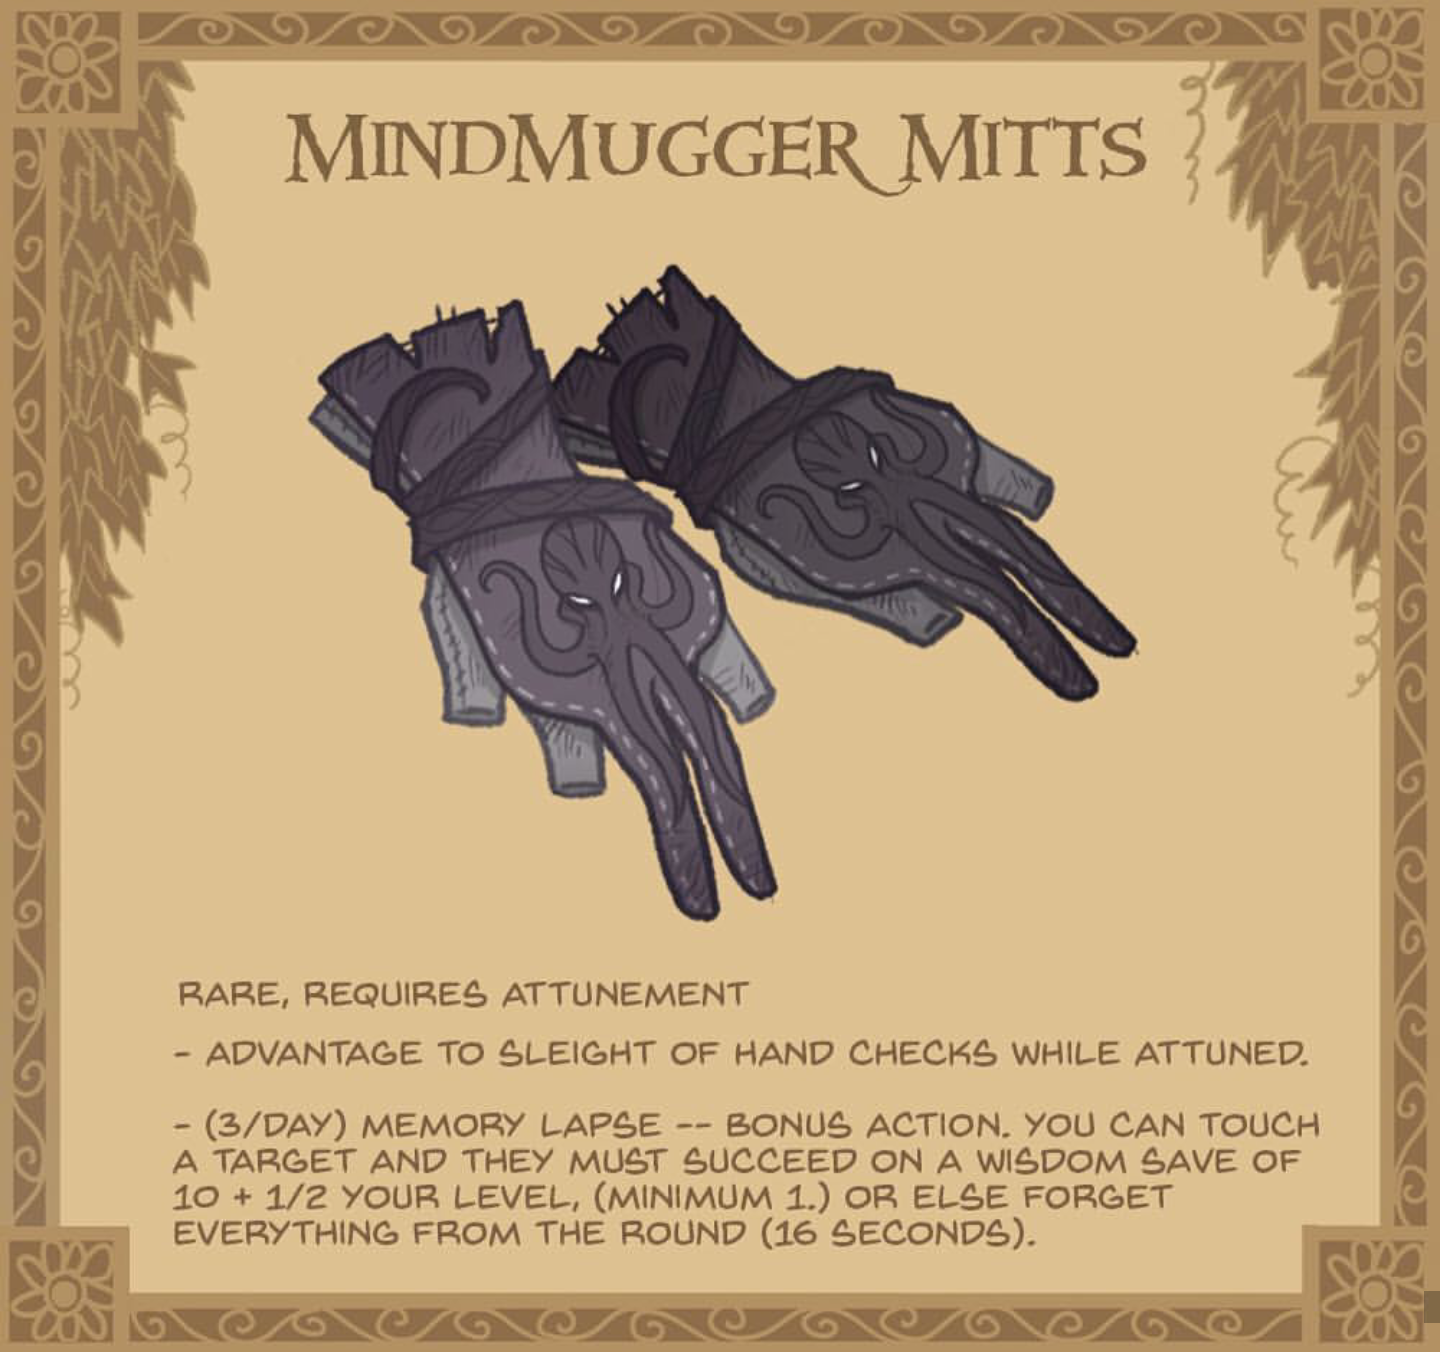 MINDMUGGER MITTS
RARE, REQUIRES ATTUNEMENT
- ADVANTAGE TO SLEIGHT OF HAND CHECKS WHILE ATTUNED.
- (3/DAY) MEMORY LAPSE -- BONUS ACTION. YOU CAN TOUCH
A TARGET AND THEY MUST SUCCEED ON A WISDOM SAVE OF
10 + 1/2 YOUR LEVEL, (MINIMUM 1.) OR ELSE FORGET
EVERYTHING FROM THE ROUND (16 SECONDS).